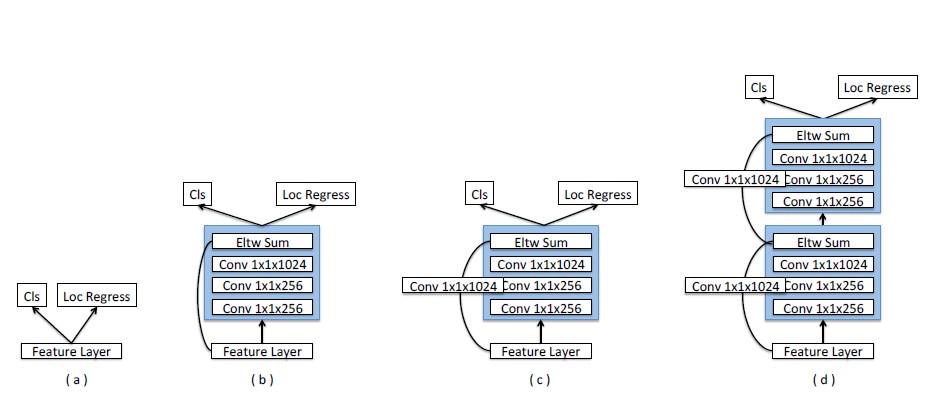 Cls
Loc Regress
Feature Layer
( a )
Cls
Loc Regress
Eltw Sum
Conv 1x1x1024
Conv 1x1x256
Conv 1x1x256
Feature Layer
( b )
Cls
Loc Regress
Eltw Sum
Conv 1x1x1024
Conv 1x1x1024
Conv 1x1x256
Conv 1x1x256
Feature Layer
( c )
Cls
Loc Regress
Eltw Sum
Conv 1x1x1024
Conv 1x1x1024
Conv 1x1x256
Conv 1x1x256
Eltw Sum
Conv 1x1x1024
Conv 1x1x1024
Conv 1x1x256
Conv 1x1x256
Feature Layer
( d )